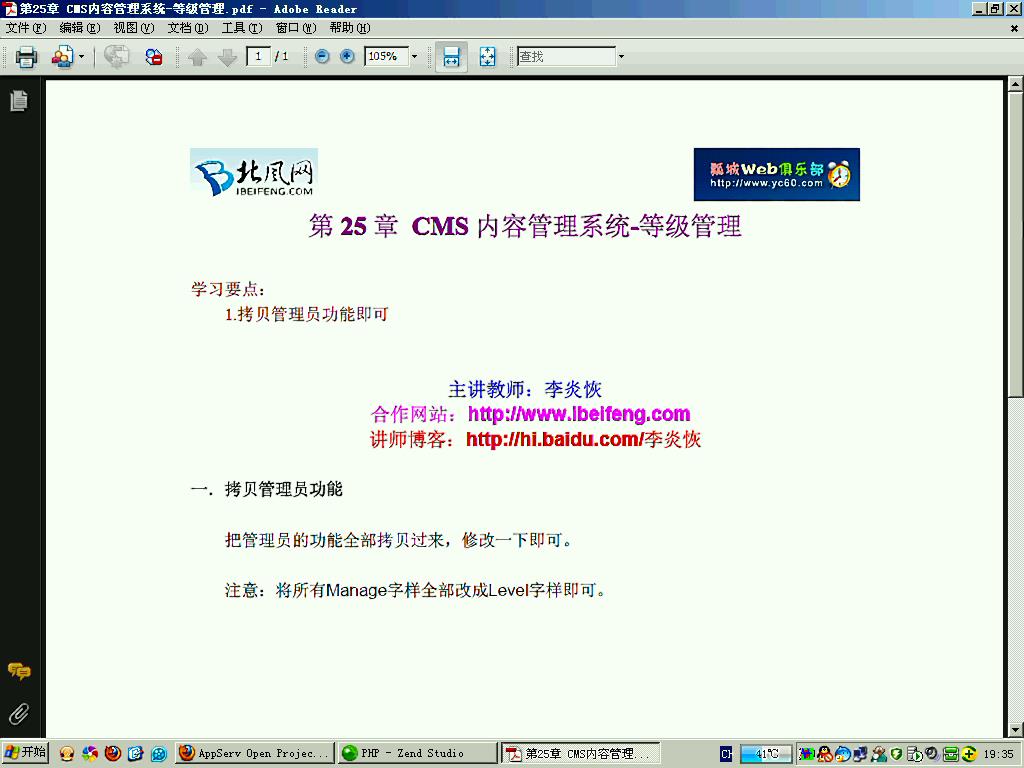 第25章 CMS内容管理系统-等级管理.pdf - Adobe Reader
文件(F) 编辑(E) 视图(V) 文档(D) 工具(T) 窗口(W) 帮助(H)
1 / 1 105% 查找
北风网
IBEIFENG.COM
瓢城Web俱乐部
http://www.yc60.com
第 25 章 CMS 内容管理系统-等级管理
学习要点：
1.拷贝管理员功能即可
主讲教师：李炎恢
合作网站：http://www.ibeifeng.com
讲师博客：http://hi.baidu.com/李炎恢
一．拷贝管理员功能
把管理员的功能全部拷贝过来，修改一下即可。
注意：将所有Manage字样全部改成Level字样即可。
开始 AppServ Open Projec... PHP - Zend Studio 第25章 CMS内容管理... CH 41℃ 19:35